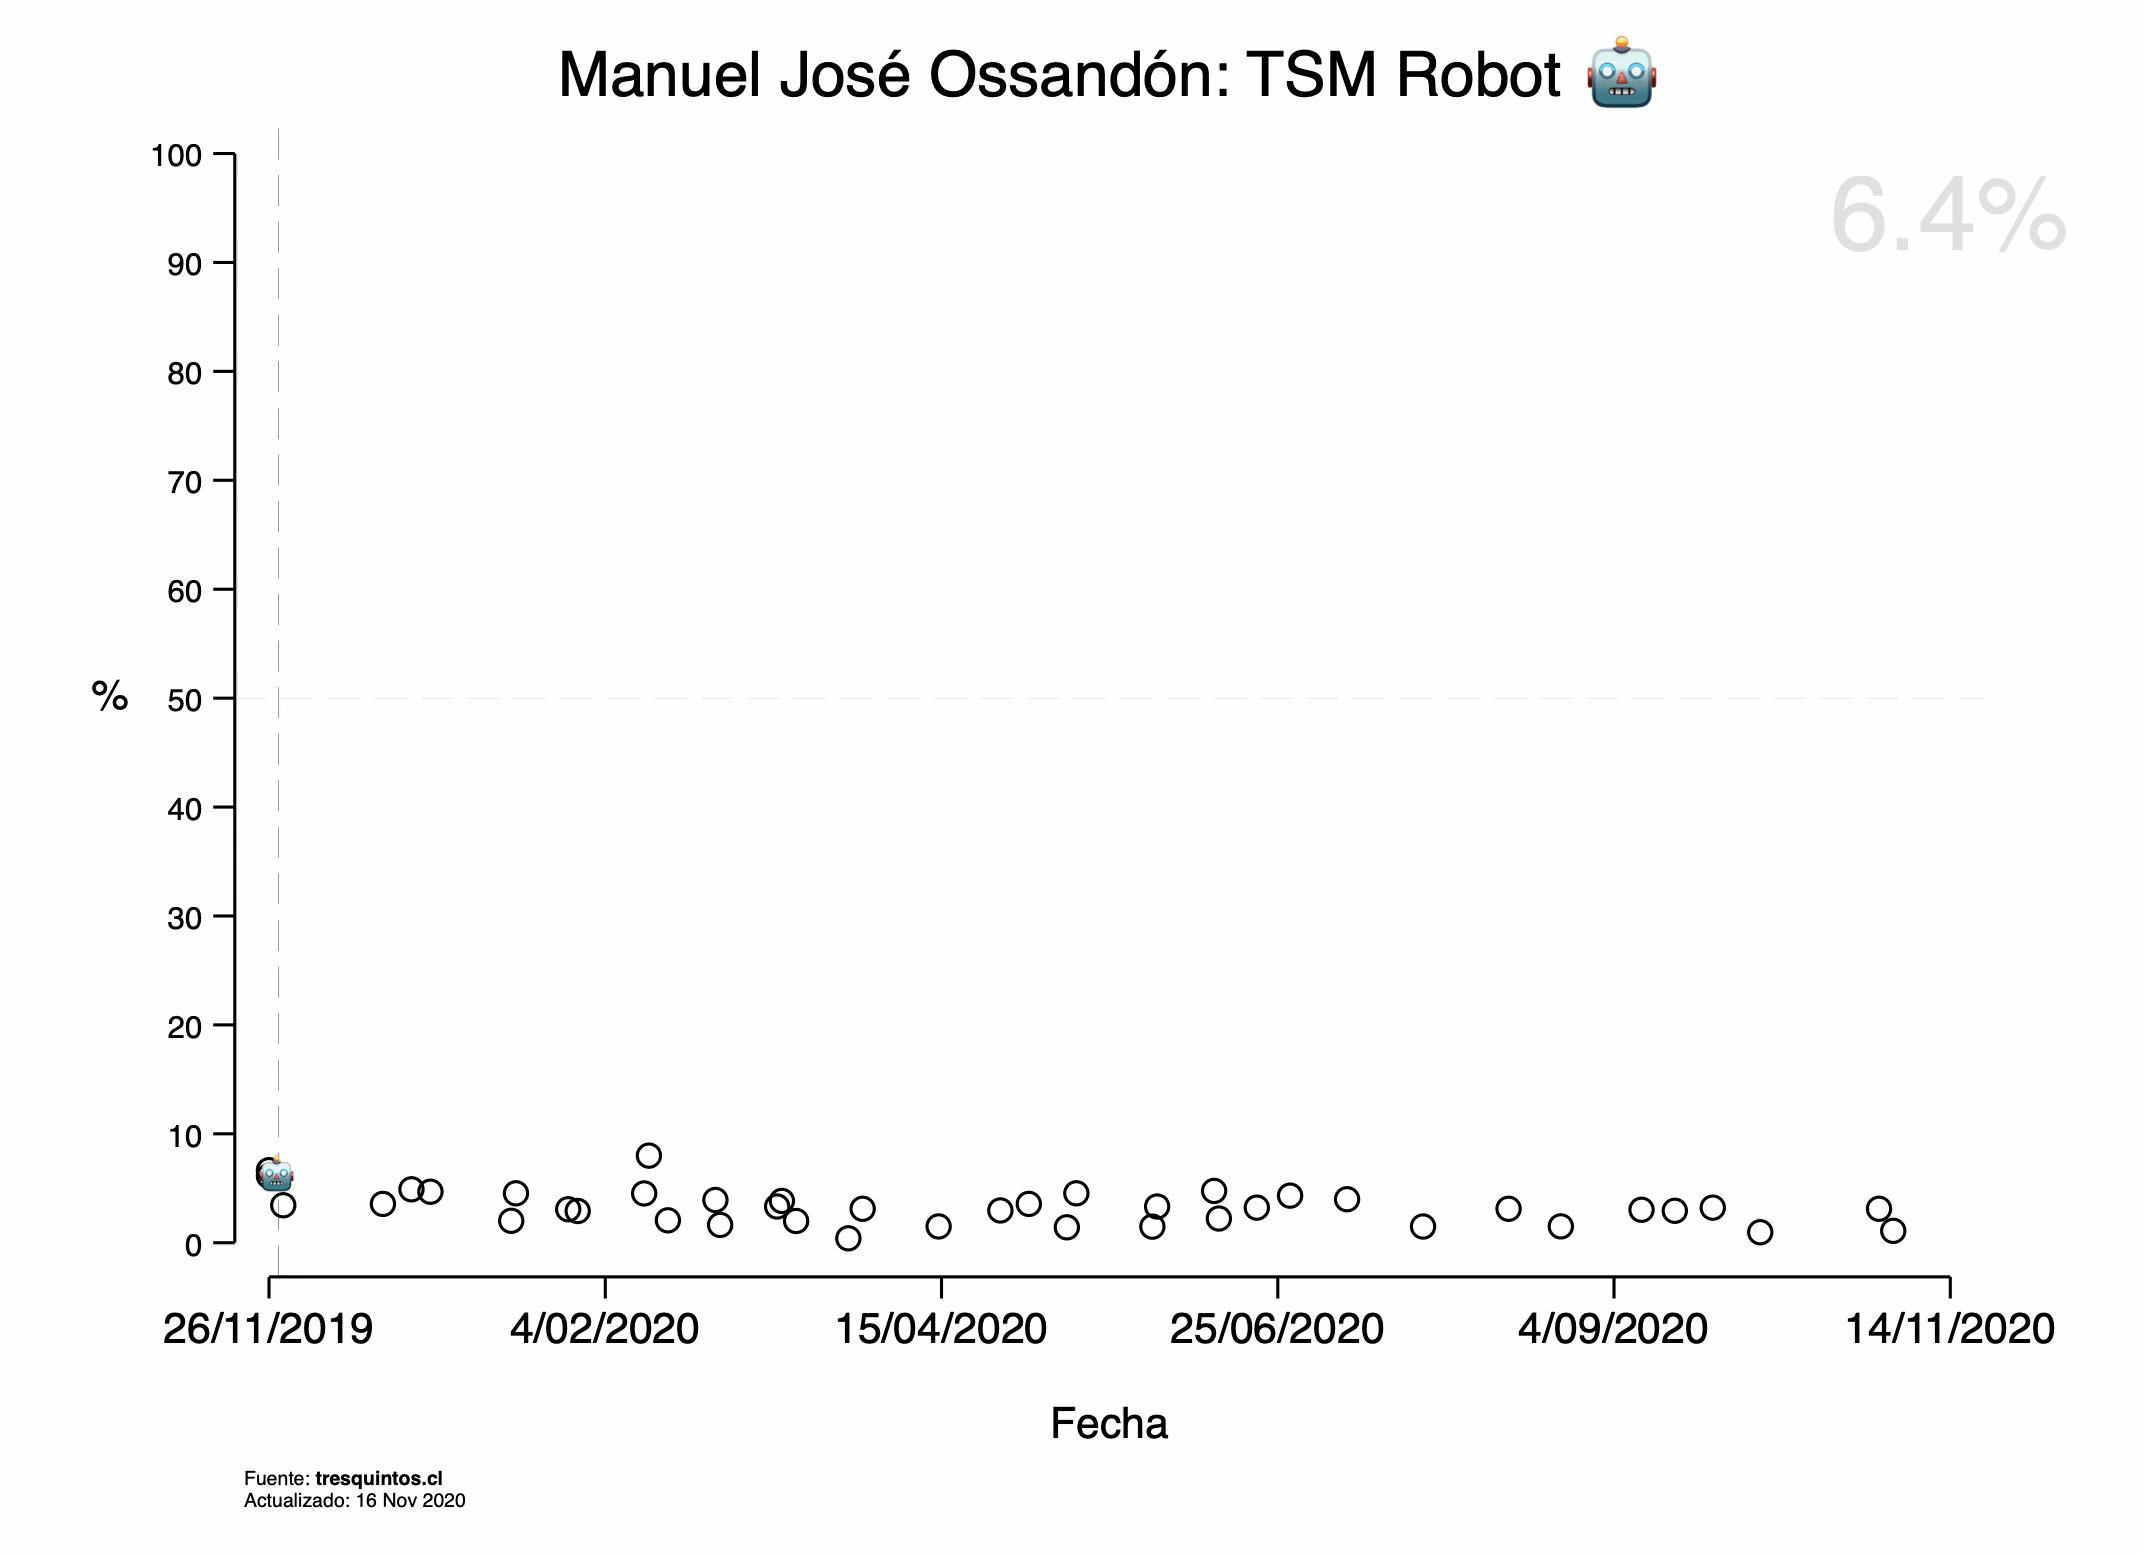 Manuel José Ossandón: TSM Robot 🤖
6.4%
100
90
80
70
60
50
40
30
20
10
0
%
26/11/2019 4/02/2020 15/04/2020 25/06/2020 4/09/2020 14/11/2020
Fecha
Fuente: tresquintos.cl
Actualizado: 16 Nov 2020